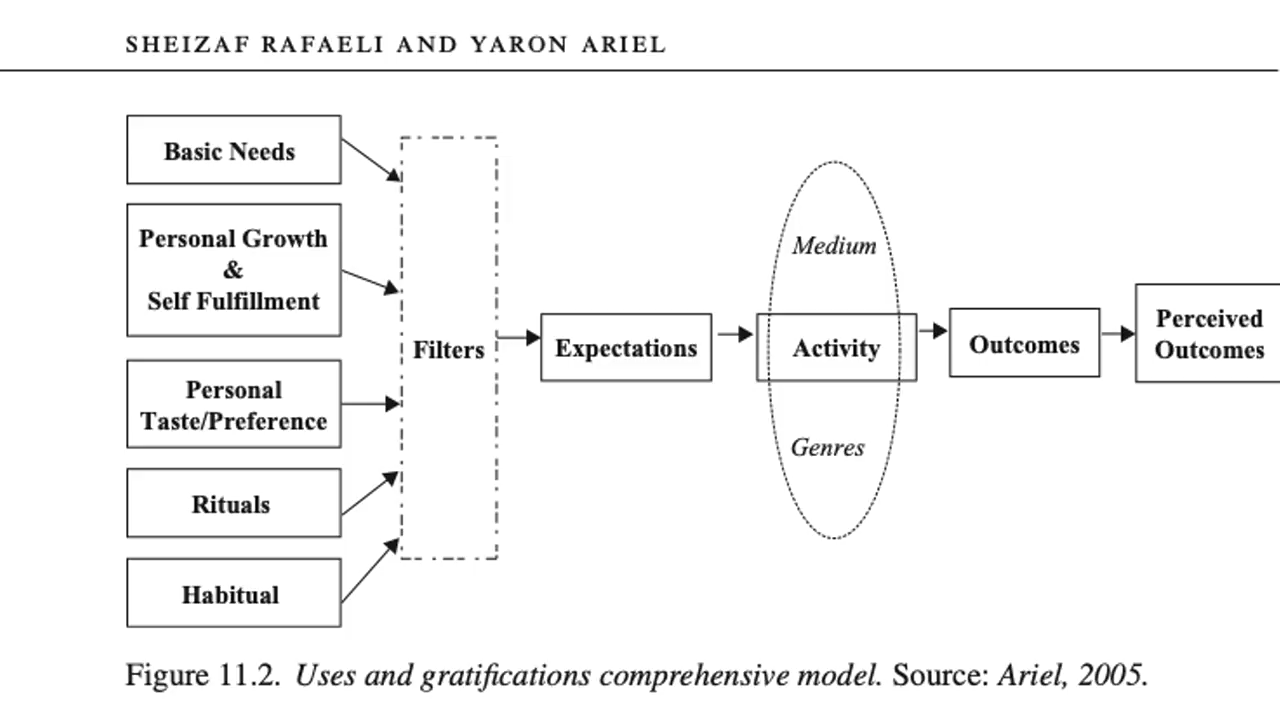 SHEIZAF RAFAELI AND YARON ARIEL
Basic Needs
Personal Growth
&
Self Fulfillment
Personal
Taste/Preference
Rituals
Habitual
Filters
Expectations
Medium
Activity
Genres
Outcomes
Perceived
Outcomes
Figure 11.2. Uses and gratifications comprehensive model. Source: Ariel, 2005.